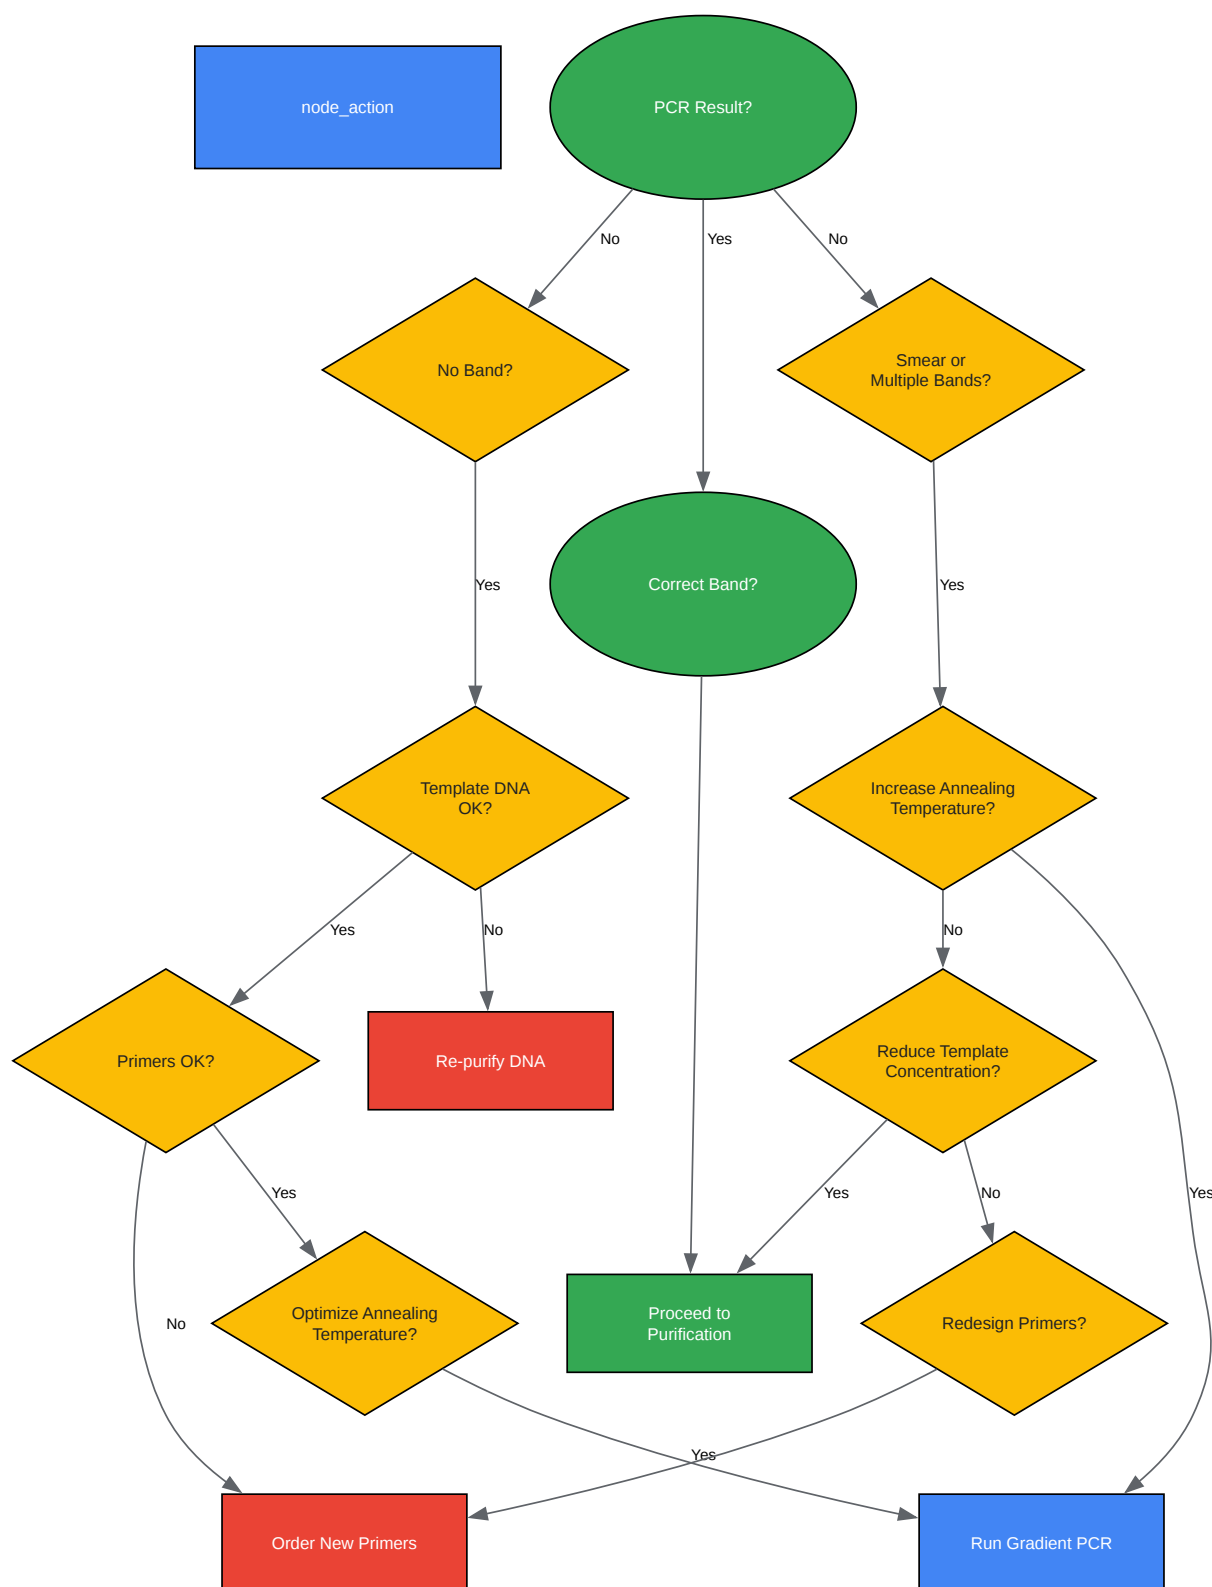 node_action
PCR Result?
No
Yes
No
No Band?
Smear or
Multiple Bands?
Yes
Correct Band?
Yes
Template DNA
OK?
Increase Annealing
Temperature?
Yes
No
No
Primers OK?
Re-purify DNA
Reduce Template
Concentration?
Yes
Yes
No
Yes
No
Optimize Annealing
Temperature?
Proceed to
Purification
Redesign Primers?
Yes
Order New Primers
Run Gradient PCR